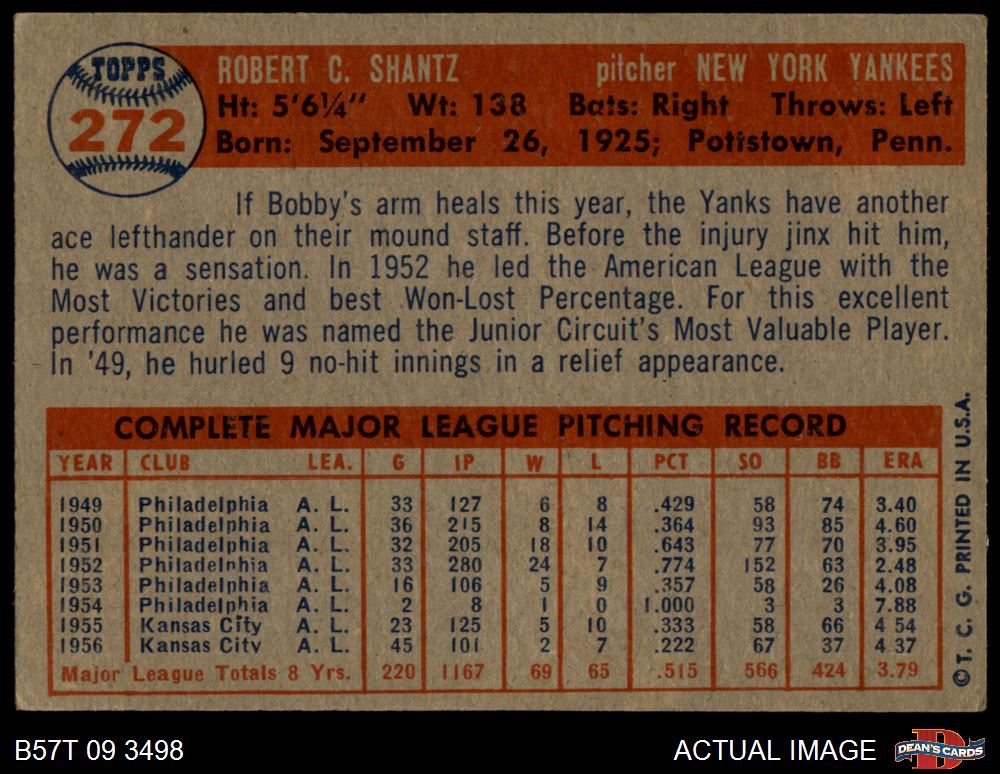 TOPPS
272
ROBERT C. SHANTZ pitcher NEW YORK YANKEES
Ht: 5'6¼" Wt: 138 Bats: Right Throws: Left
Born: September 26, 1925; Pottstown, Penn.
If Bobby's arm heals this year, the Yanks have another
ace lefthander on their mound staff. Before the injury jinx hit him,
he was a sensation. In 1952 he led the American League with the
Most Victories and best Won-Lost Percentage. For this excellent
performance he was named the Junior Circuit's Most Valuable Player.
In '49, he hurled 9 no-hit innings in a relief appearance.
COMPLETE MAJOR LEAGUE PITCHING RECORD
YEAR CLUB LEA. G IP W L PCT SO BB ERA
1949 Philadelphia A. L. 33 127 6 8 .429 58 74 3.40
1950 Philadelphia A. L. 36 215 8 14 .364 93 85 4.60
1951 Philadelphia A. L. 32 205 18 10 .643 77 70 3.95
1952 Philadelphia A. L. 33 280 24 7 .774 152 63 2.48
1953 Philadelphia A. L. 16 106 5 9 .357 58 26 4.08
1954 Philadelphia A. L. 2 8 1 0 1.000 3 3 7.88
1955 Kansas City A. L. 23 125 5 10 .333 58 66 4 54
1956 Kansas City A. L. 45 101 2 7 .222 67 37 4.37
Major League Totals 8 Yrs. 220 1167 69 65 .515 566 424 3.79
© T. C. G. PRINTED IN U.S.A.
B57T 09 3498
ACTUAL IMAGE
D
DEAN'S CARDS